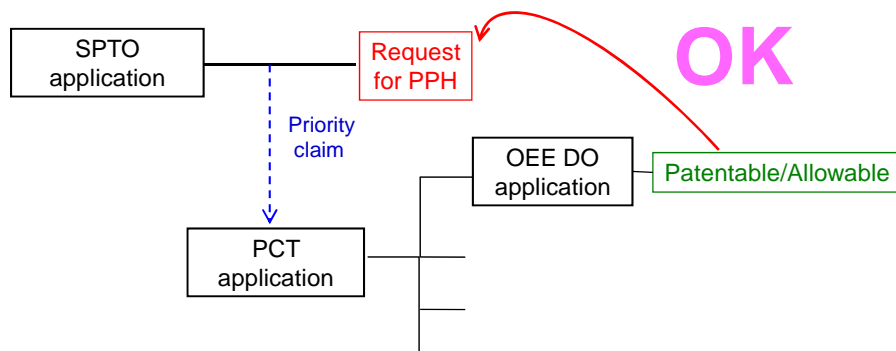 SPTO
application
Request
for PPH
OK
Priority
claim
OEE DO
application
Patentable/Allowable
PCT
application